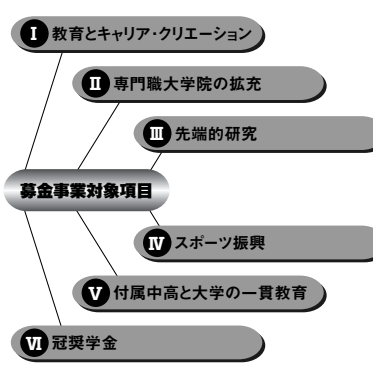 Ⅰ 教育とキャリア・クリエーション
Ⅱ 専門職大学院の拡充
Ⅲ 先端的研究
募金事業対象項目
Ⅳ スポーツ振興
Ⅴ 付属中高と大学の一貫教育
Ⅵ 冠奨学金